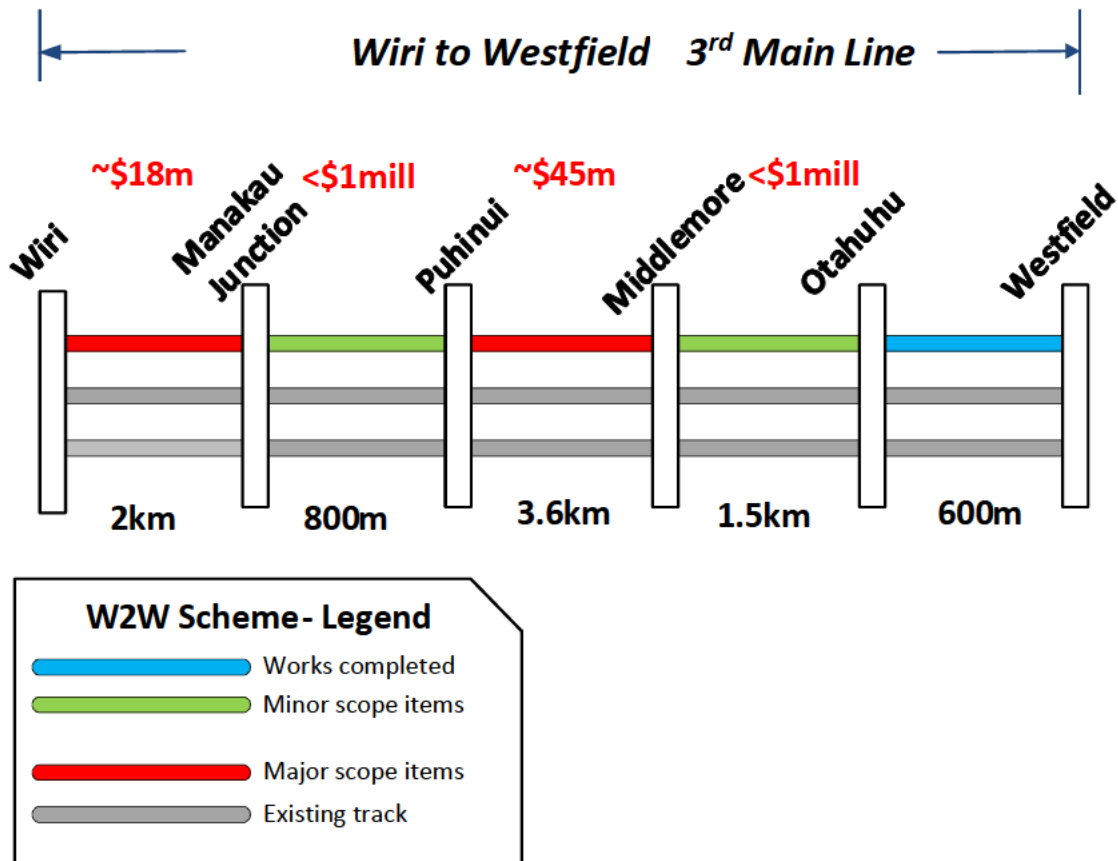 Wiri to Westfield 3rd Main Line
~$18m
<$1mill
~$45m
<$1mill
Wiri
Manakau
Junction
Puhinui
Middlemore
Otahuhu
Westfield
2km
800m
3.6km
1.5km
600m
W2W Scheme- Legend
Works completed
Minor scope items
Major scope items
Existing track